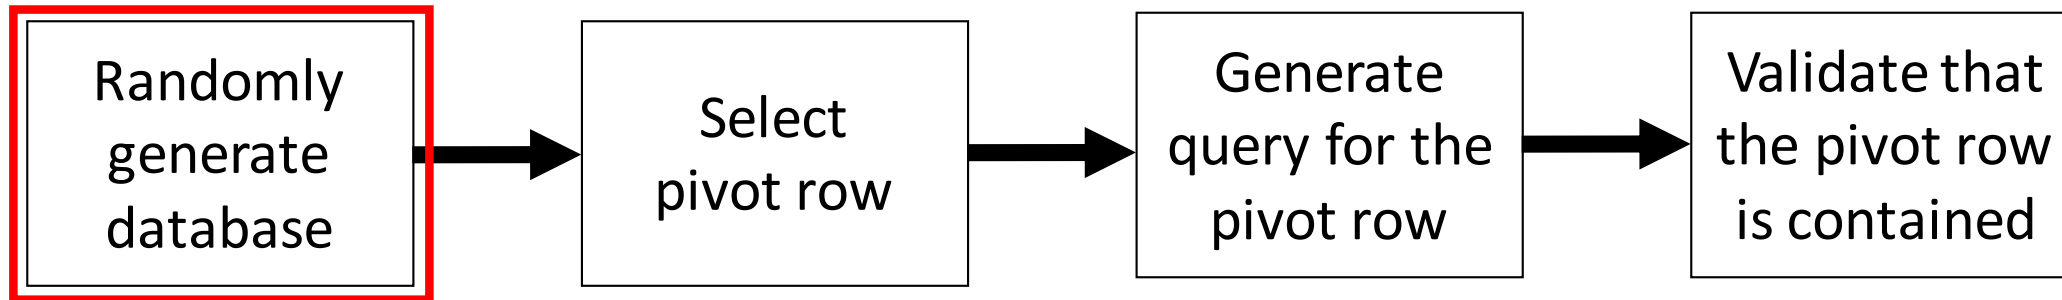 Randomly
generate
database
Select
pivot row
Generate
query for the
pivot row
Validate that
the pivot row
is contained